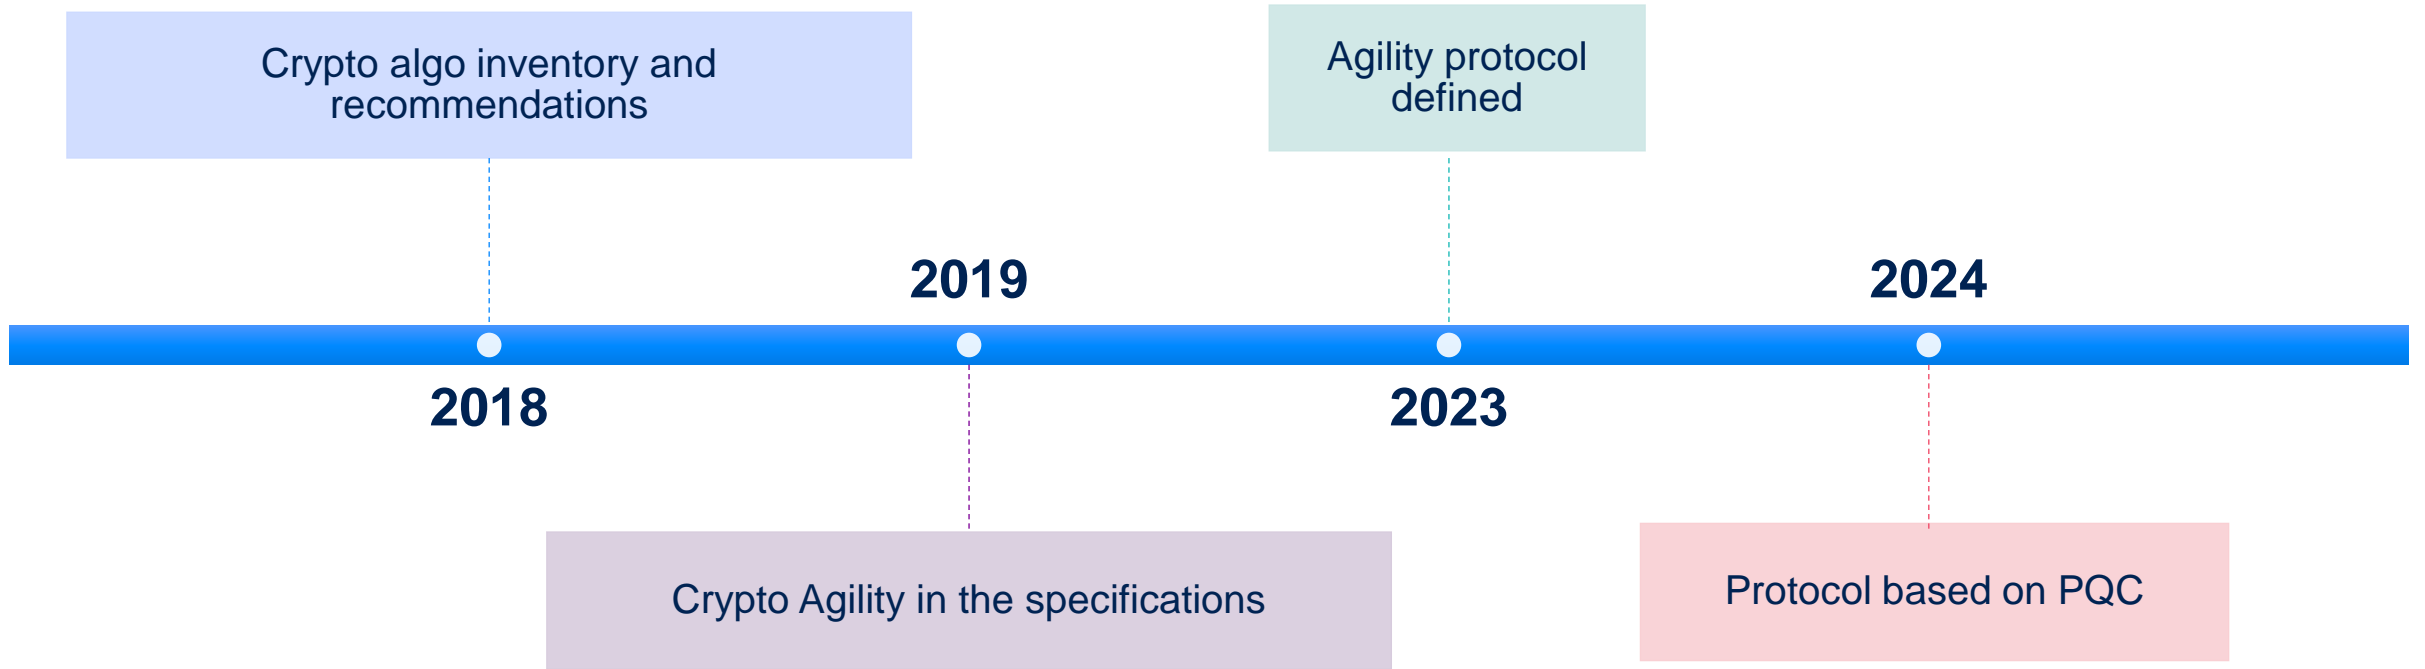 Crypto algo inventory and
recommendations
Agility protocol
defined
2019
2024
2018
2023
Crypto Agility in the specifications
Protocol based on PQC